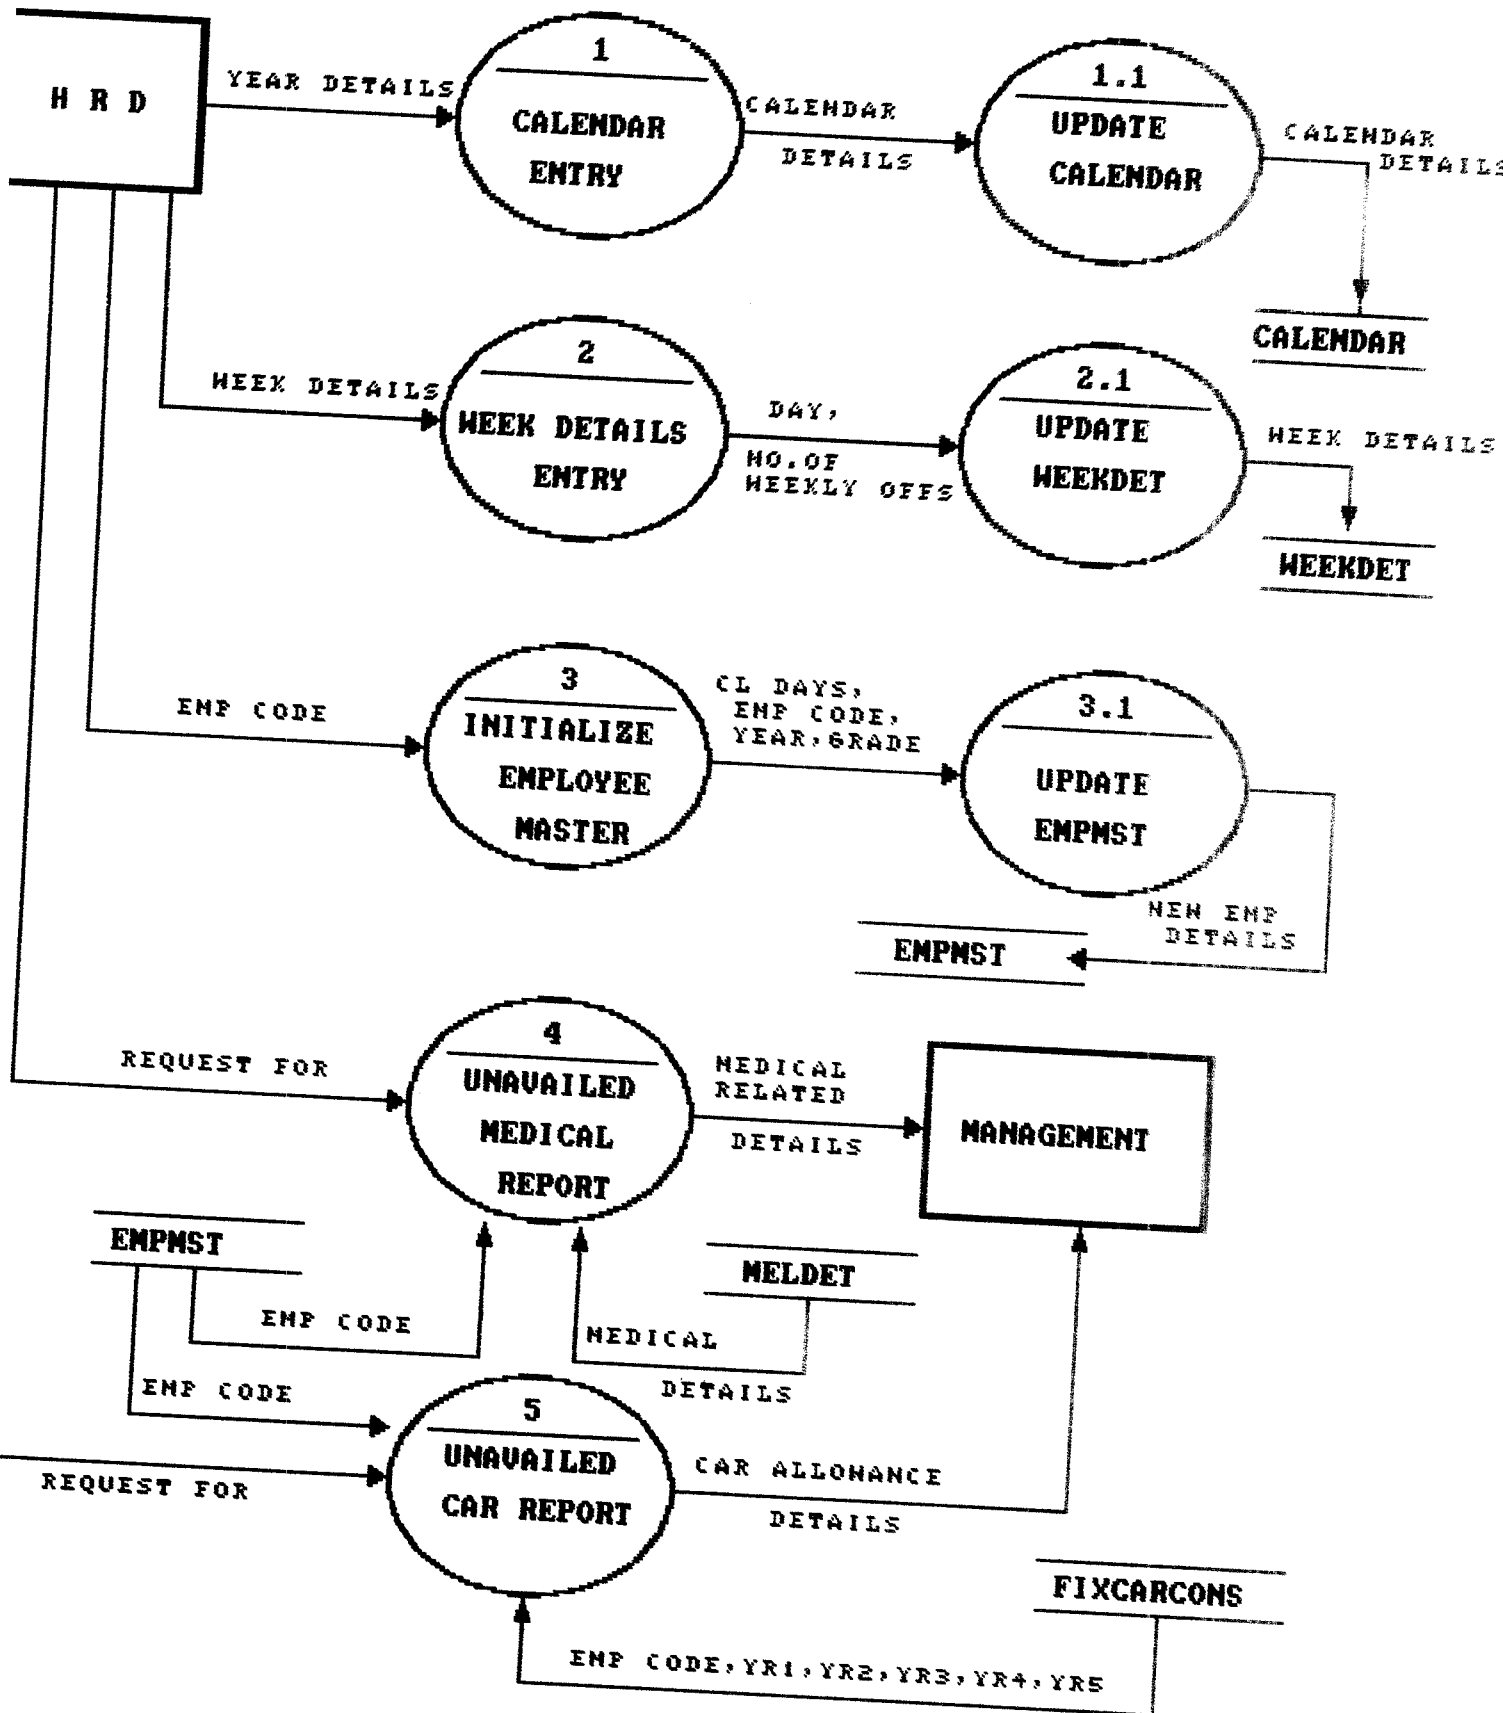 H R D
YEAR DETAILS
1
CALENDAR
ENTRY
CALENDAR
DETAILS
1.1
UPDATE
CALENDAR
CALENDAR
DETAILS
CALENDAR
WEEK DETAILS
2
WEEK DETAILS
ENTRY
DAY,
NO.OF
WEEKLY OFFS
2.1
UPDATE
WEEKDET
WEEK DETAILS
WEEKDET
EMP CODE
3
INITIALIZE
EMPLOYEE
MASTER
CL DAYS,
EMP CODE,
YEAR,GRADE
3.1
UPDATE
EMPMST
NEW EMP
DETAILS
EMPMST
REQUEST FOR
4
UNAVAILED
MEDICAL
REPORT
MEDICAL
RELATED
DETAILS
MANAGEMENT
EMPMST
EMP CODE
MELDET
MEDICAL
DETAILS
EMP CODE
REQUEST FOR
5
UNAVAILED
CAR REPORT
CAR ALLOWANCE
DETAILS
FIXCARCONS
EMP CODE,YR1,YR2,YR3,YR4,YR5